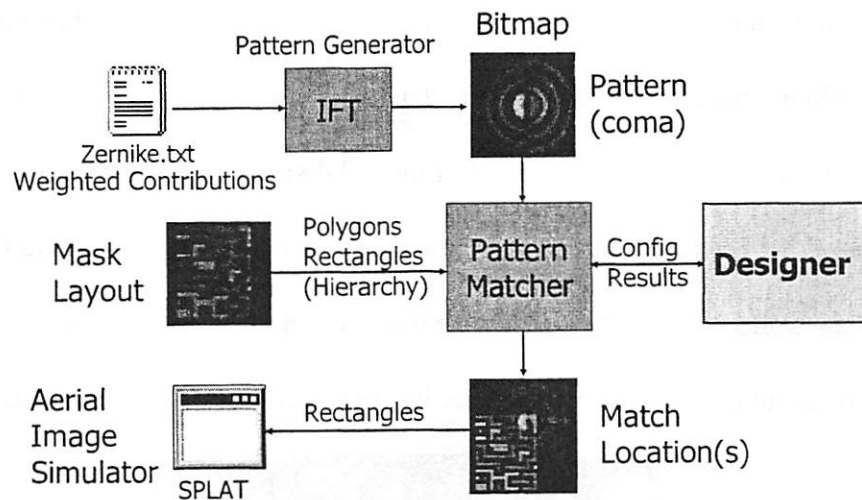 Pattern Generator
Bitmap
IFT
Pattern
(coma)
Zernike.txt
Weighted Contributions
Mask
Layout
Polygons
Rectangles
(Hierarchy)
Pattern
Matcher
Config
Results
Designer
Aerial
Image
Simulator
SPLAT
Rectangles
Match
Location(s)